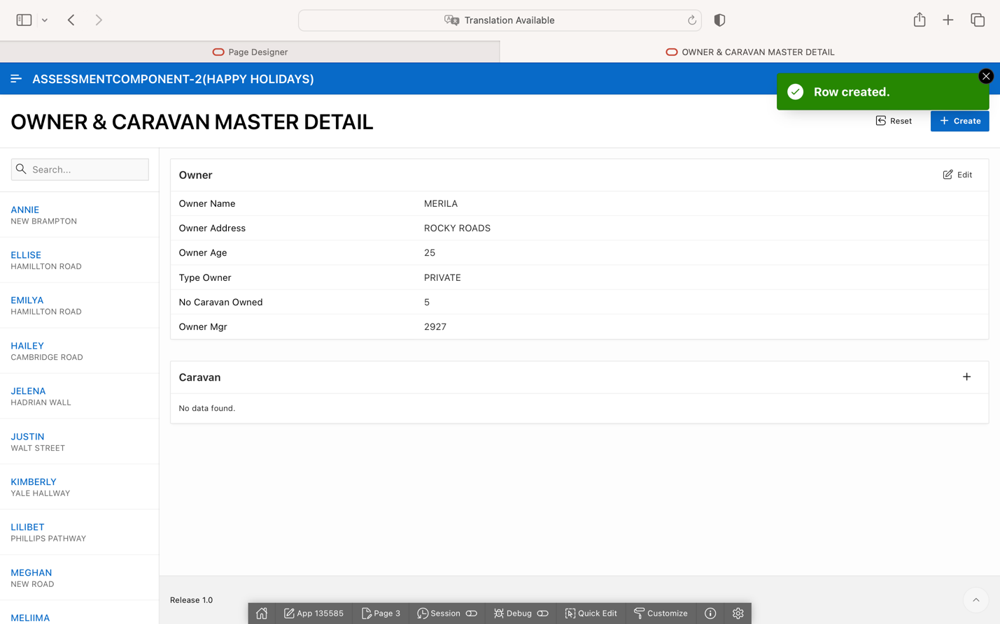 Translation Available
Page Designer
OWNER & CARAVAN MASTER DETAIL
ASSESSMENTCOMPONENT-2(HAPPY HOLIDAYS)
Row created.
OWNER & CARAVAN MASTER DETAIL
Reset
Create
Search...
ANNIE
NEW BRAMPTON
ELLISE
HAMILLTON ROAD
EMILYA
HAMILLTON ROAD
HAILEY
CAMBRIDGE ROAD
JELENA
HADRIAN WALL
JUSTIN
WALT STREET
KIMBERLY
YALE HALLWAY
LILIBET
PHILLIPS PATHWAY
MEGHAN
NEW ROAD
MELIIMA
Owner
Edit
Owner Name MERILA
Owner Address ROCKY ROADS
Owner Age 25
Type Owner PRIVATE
No Caravan Owned 5
Owner Mgr 2927
Caravan
No data found.
Release 1.0
App 135585 Page 3 Session Debug Quick Edit Customize